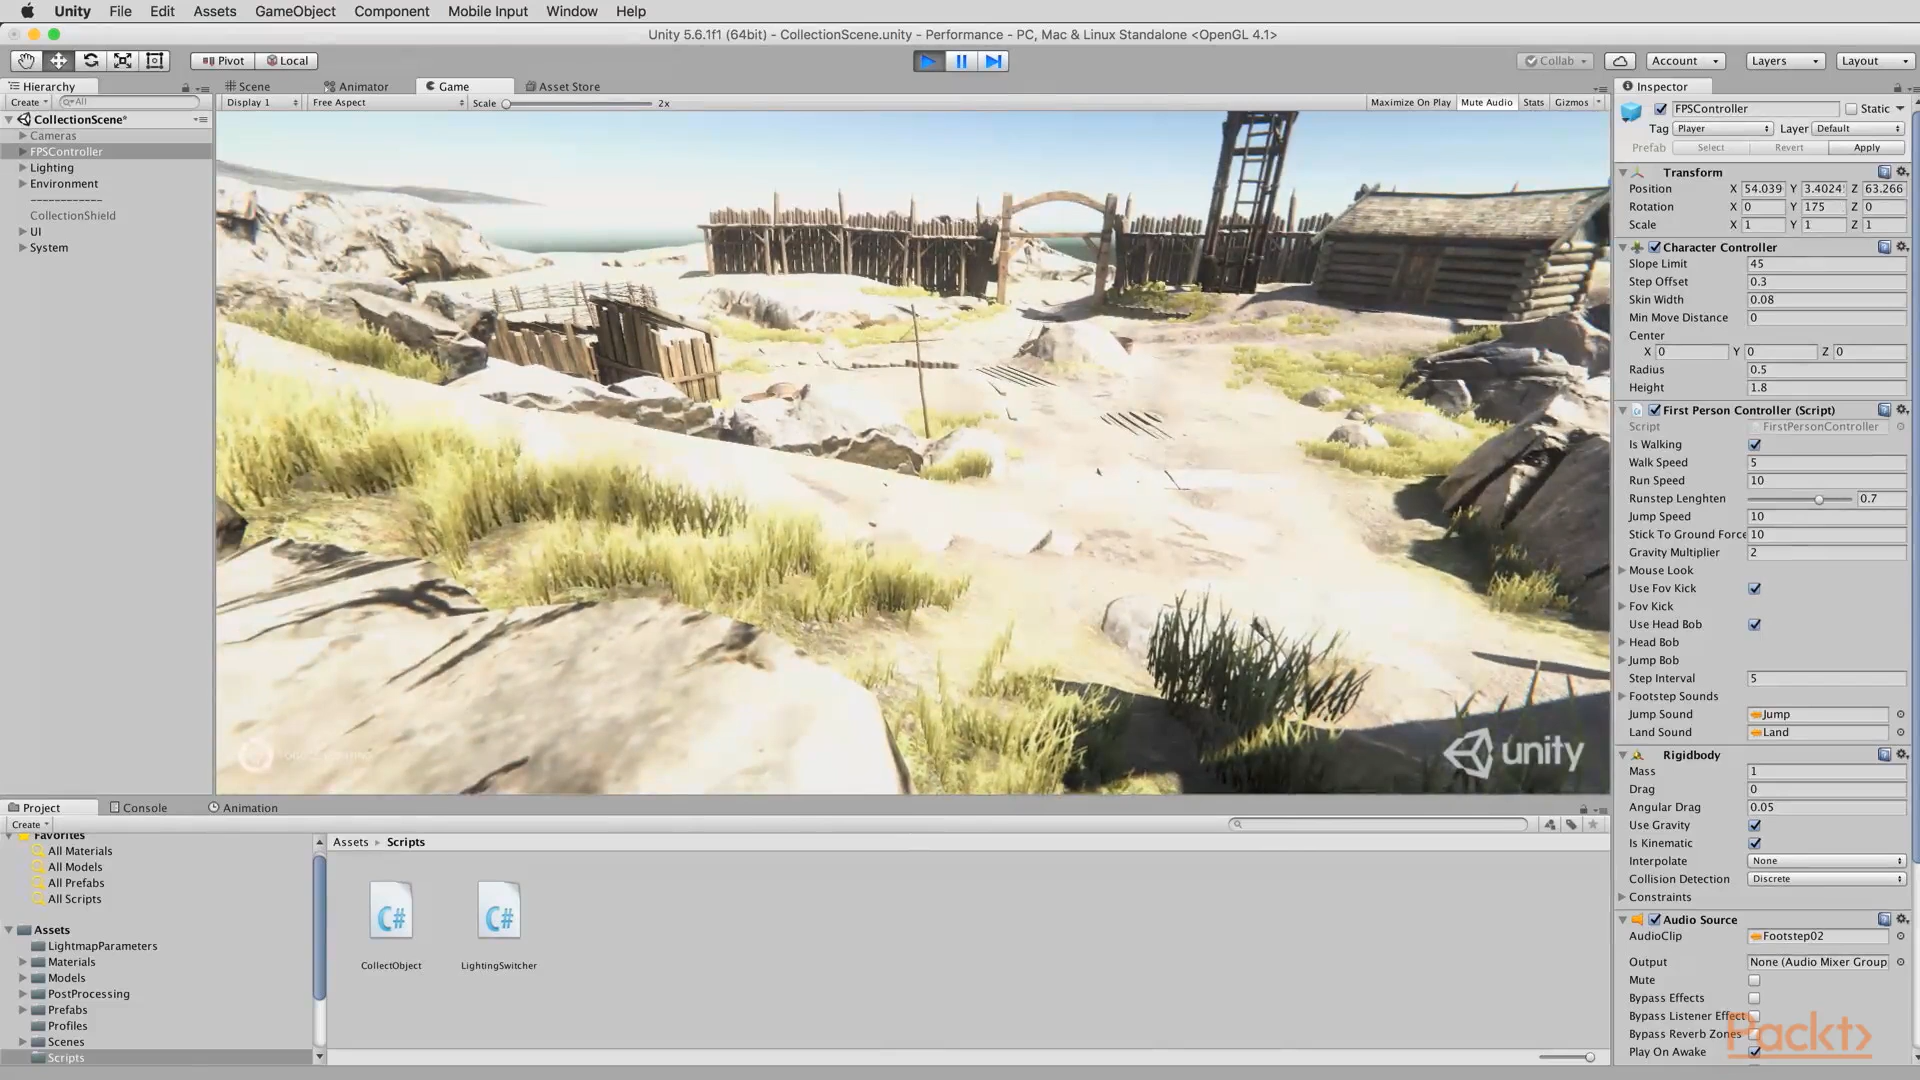 Unity File Edit Assets GameObject Component Mobile Input Window Help
Unity 5.6.1f1 (64bit) - CollectionScene.unity - Performance - PC, Mac & Linux Standalone <OpenGL 4.1>
Pivot Local Collab Account Layers Layout
Hierarchy Scene Animator Game Asset Store Inspector
Create All Display 1 Free Aspect Scale 2x Maximize On Play Mute Audio Stats Gizmos
CollectionScene*
Cameras
FPSController
Lighting
Environment
------------
CollectionShield
UI
System
unity
FPSController Static
Tag Player Layer Default
Prefab Select Revert Apply
Transform
Position X 54.039 Y 3.4024 Z 63.266
Rotation X 0 Y 175 Z 0
Scale X 1 Y 1 Z 1
Character Controller
Slope Limit 45
Step Offset 0.3
Skin Width 0.08
Min Move Distance 0
Center
X 0 Y 0 Z 0
Radius 0.5
Height 1.8
First Person Controller (Script)
Script FirstPersonController
Is Walking
Walk Speed 5
Run Speed 10
Runstep Lenghten 0.7
Jump Speed 10
Stick To Ground Force 10
Gravity Multiplier 2
Mouse Look
Use Fov Kick
Fov Kick
Use Head Bob
Head Bob
Jump Bob
Step Interval 5
Footstep Sounds
Jump Sound Jump
Land Sound Land
Rigidbody
Mass 1
Drag 0
Angular Drag 0.05
Use Gravity
Is Kinematic
Interpolate None
Collision Detection Discrete
Constraints
Audio Source
AudioClip Footstep02
Output None (Audio Mixer Group
Mute
Bypass Effects
Bypass Listener Effect
Bypass Reverb Zones
Play On Awake
Packt>
Project Console Animation
Create
Favorites
All Materials
All Models
All Prefabs
All Scripts
Assets
LightmapParameters
Materials
Models
PostProcessing
Prefabs
Profiles
Scenes
Scripts
Assets Scripts
C# C#
CollectObject LightingSwitcher